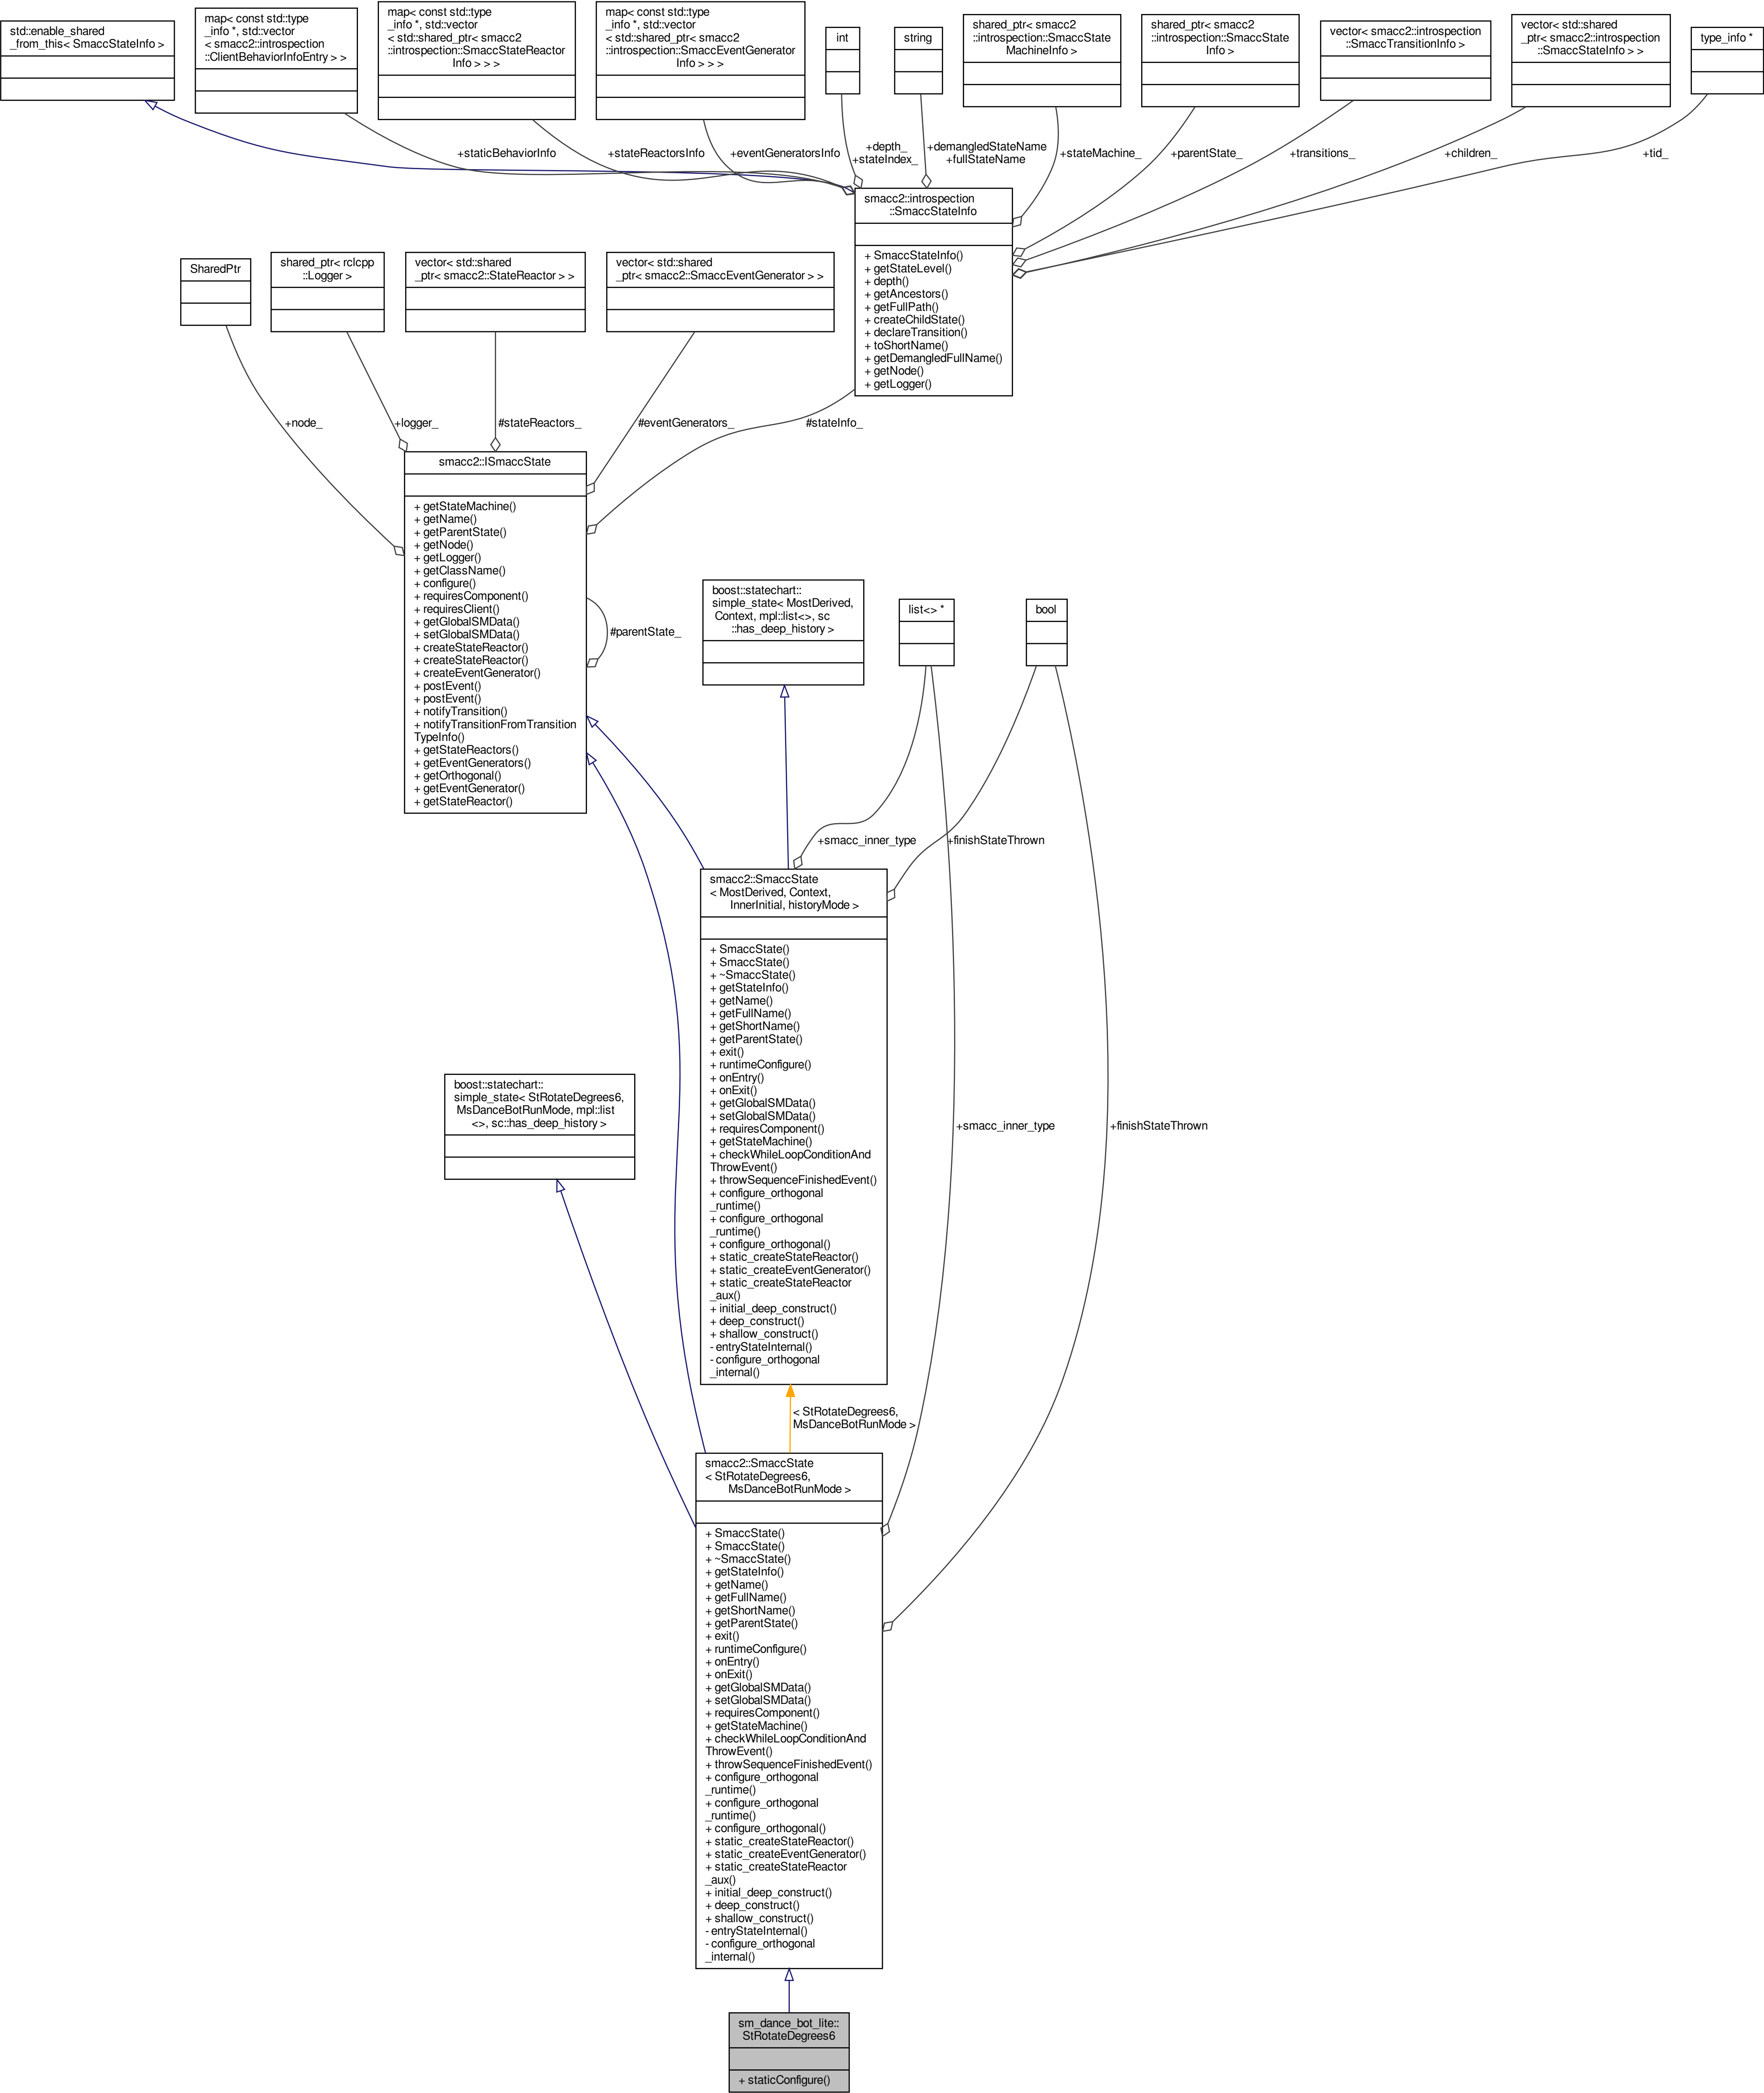 std::enable_shared
_from_this< SmaccStateInfo >
map< const std::type
_info *, std::vector
< smacc2::introspection
::ClientBehaviorInfoEntry > >
map< const std::type
_info *, std::vector
< std::shared_ptr< smacc2
::introspection::SmaccStateReactor
Info > > >
map< const std::type
_info *, std::vector
< std::shared_ptr< smacc2
::introspection::SmaccEventGenerator
Info > > >
int
string
shared_ptr< smacc2
::introspection::SmaccState
MachineInfo >
shared_ptr< smacc2
::introspection::SmaccState
Info >
vector< smacc2::introspection
::SmaccTransitionInfo >
vector< std::shared
_ptr< smacc2::introspection
::SmaccStateInfo > >
type_info *
+staticBehaviorInfo
+stateReactorsInfo
+eventGeneratorsInfo
+depth_
+stateIndex_
+demangledStateName
+fullStateName
+stateMachine_
+parentState_
+transitions_
+children_
+tid_
smacc2::introspection
::SmaccStateInfo
+ SmaccStateInfo()
+ getStateLevel()
+ depth()
+ getAncestors()
+ getFullPath()
+ createChildState()
+ declareTransition()
+ toShortName()
+ getDemangledFullName()
+ getNode()
+ getLogger()
SharedPtr
shared_ptr< rclcpp
::Logger >
vector< std::shared
_ptr< smacc2::StateReactor > >
vector< std::shared
_ptr< smacc2::SmaccEventGenerator > >
+node_
+logger_
#stateReactors_
#eventGenerators_
#stateInfo_
smacc2::ISmaccState
+ getStateMachine()
+ getName()
+ getParentState()
+ getNode()
+ getLogger()
+ getClassName()
+ configure()
+ requiresComponent()
+ requiresClient()
+ getGlobalSMData()
+ setGlobalSMData()
+ createStateReactor()
+ createStateReactor()
+ createEventGenerator()
+ postEvent()
+ postEvent()
+ notifyTransition()
+ notifyTransitionFromTransition
TypeInfo()
+ getStateReactors()
+ getEventGenerators()
+ getOrthogonal()
+ getEventGenerator()
+ getStateReactor()
#parentState_
boost::statechart::
simple_state< MostDerived,
Context, mpl::list<>, sc
::has_deep_history >
list<> *
bool
+smacc_inner_type
+finishStateThrown
smacc2::SmaccState
< MostDerived, Context,
InnerInitial, historyMode >
+ SmaccState()
+ SmaccState()
+ ~SmaccState()
+ getStateInfo()
+ getName()
+ getFullName()
+ getShortName()
+ getParentState()
+ exit()
+ runtimeConfigure()
+ onEntry()
+ onExit()
+ getGlobalSMData()
+ setGlobalSMData()
+ requiresComponent()
+ getStateMachine()
+ checkWhileLoopConditionAnd
ThrowEvent()
+ throwSequenceFinishedEvent()
+ configure_orthogonal
_runtime()
+ configure_orthogonal
_runtime()
+ configure_orthogonal()
+ static_createStateReactor()
+ static_createEventGenerator()
+ static_createStateReactor
_aux()
+ initial_deep_construct()
+ deep_construct()
+ shallow_construct()
- entryStateInternal()
- configure_orthogonal
_internal()
boost::statechart::
simple_state< StRotateDegrees6,
MsDanceBotRunMode, mpl::list
<>, sc::has_deep_history >
+smacc_inner_type
+finishStateThrown
< StRotateDegrees6,
MsDanceBotRunMode >
smacc2::SmaccState
< StRotateDegrees6,
MsDanceBotRunMode >
+ SmaccState()
+ SmaccState()
+ ~SmaccState()
+ getStateInfo()
+ getName()
+ getFullName()
+ getShortName()
+ getParentState()
+ exit()
+ runtimeConfigure()
+ onEntry()
+ onExit()
+ getGlobalSMData()
+ setGlobalSMData()
+ requiresComponent()
+ getStateMachine()
+ checkWhileLoopConditionAnd
ThrowEvent()
+ throwSequenceFinishedEvent()
+ configure_orthogonal
_runtime()
+ configure_orthogonal
_runtime()
+ configure_orthogonal()
+ static_createStateReactor()
+ static_createEventGenerator()
+ static_createStateReactor
_aux()
+ initial_deep_construct()
+ deep_construct()
+ shallow_construct()
- entryStateInternal()
- configure_orthogonal
_internal()
sm_dance_bot_lite::
StRotateDegrees6
+ staticConfigure()